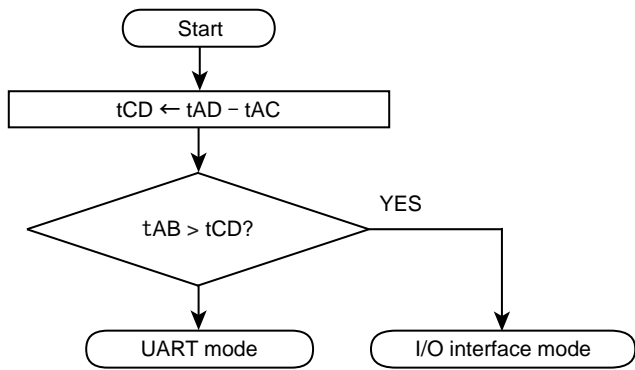 Start
tCD ← tAD − tAC
tAB > tCD?
YES
UART mode
I/O interface mode